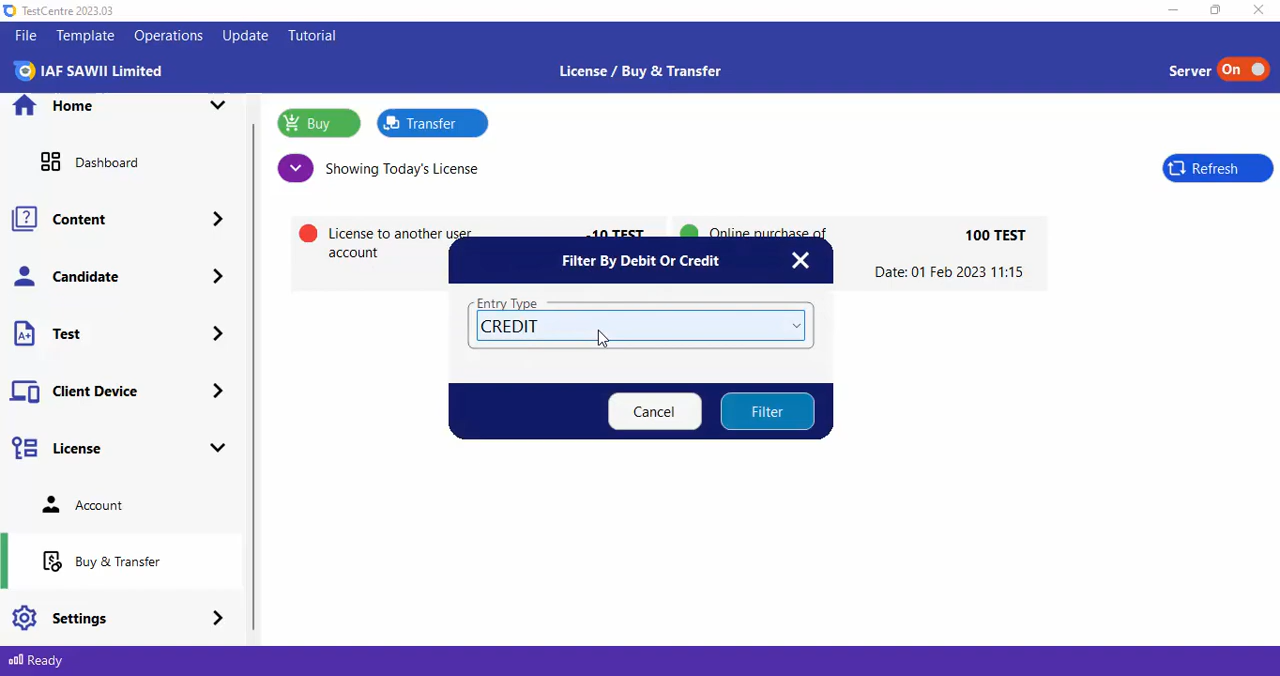 TestCentre 2023.03
File Template Operations Update Tutorial
IAF SAWII Limited
License / Buy & Transfer
Server On
Home
Dashboard
Content
Candidate
Test
Client Device
License
Account
Buy & Transfer
Settings
Buy
Transfer
Showing Today's License
Refresh
License to another user
account
-10 TEST
Online purchase of
100 TEST
Date: 01 Feb 2023 11:15
Filter By Debit Or Credit
Entry Type
CREDIT
Cancel
Filter
Ready